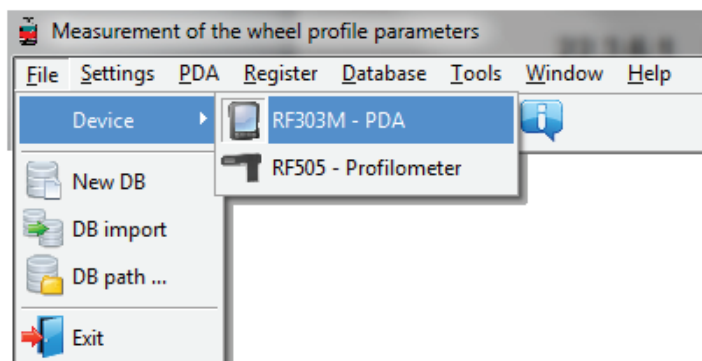 Measurement of the wheel profile parameters
File Settings PDA Register Database Tools Window Help
Device RF303M - PDA
RF505 - Profilometer
New DB
DB import
DB path ...
Exit